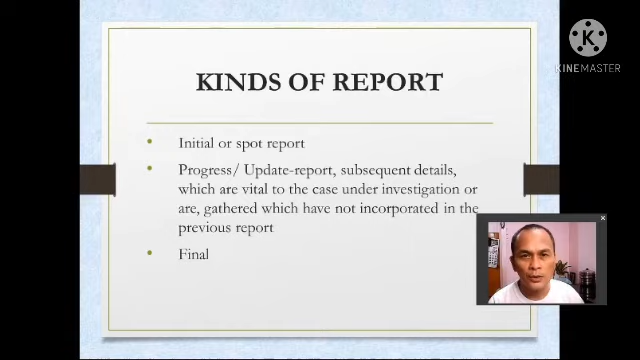 KINDS OF REPORT
K
KINEMASTER
• Initial or spot report
• Progress/ Update-report, subsequent details,
which are vital to the case under investigation or
are, gathered which have not incorporated in the
previous report
• Final